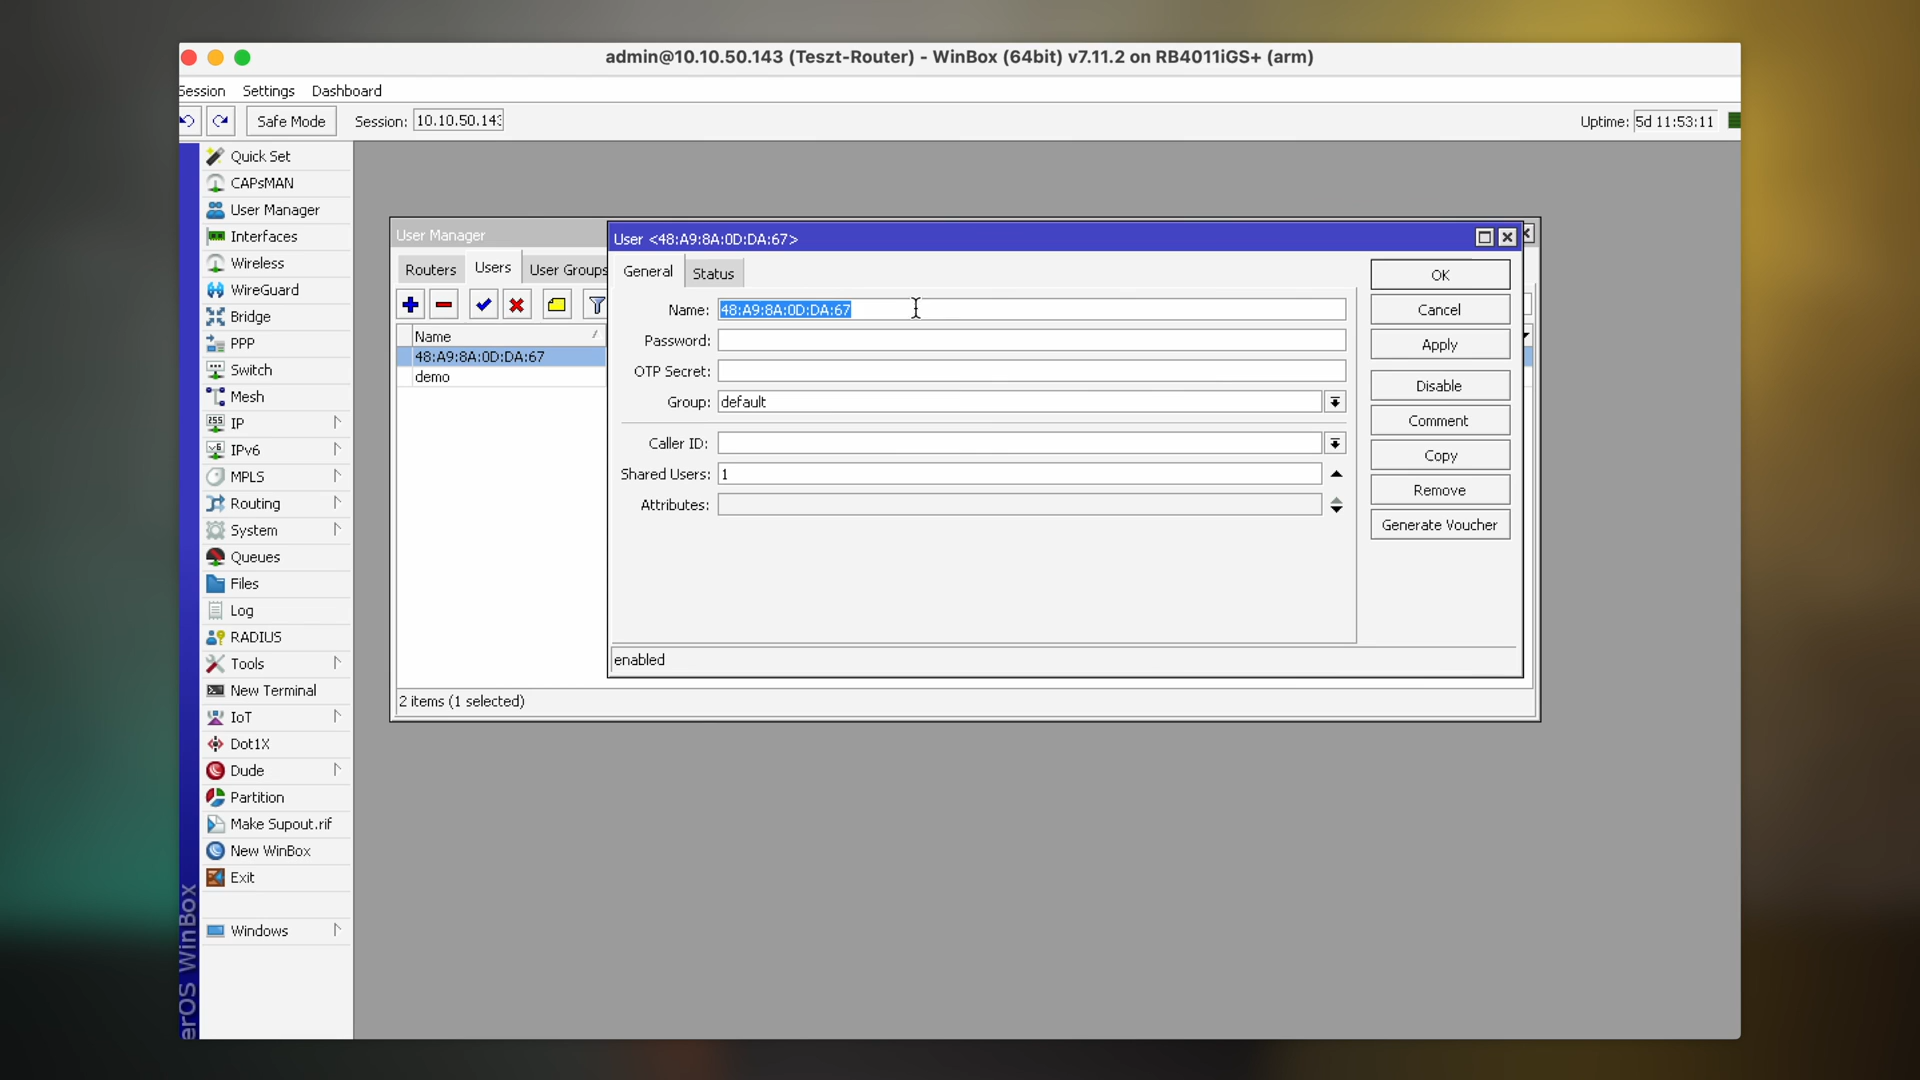 admin@10.10.50.143 (Teszt-Router) - WinBox (64bit) v7.11.2 on RB4011iGS+ (arm)
Session Settings Dashboard
Safe Mode Session: 10.10.50.143 Uptime: 5d 11:53:11
Quick Set
CAPsMAN
User Manager
Interfaces
Wireless
WireGuard
Bridge
PPP
Switch
Mesh
IP
IPv6
MPLS
Routing
System
Queues
Files
Log
RADIUS
Tools
New Terminal
IoT
Dot1X
Dude
Partition
Make Supout.rif
New WinBox
Exit
Windows
erOS WinBox
User Manager
Routers Users User Groups
Name
48:A9:8A:0D:DA:67
demo
2 items (1 selected)
User <48:A9:8A:0D:DA:67>
General Status
Name: 48:A9:8A:0D:DA:67
Password:
OTP Secret:
Group: default
Caller ID:
Shared Users: 1
Attributes:
enabled
OK
Cancel
Apply
Disable
Comment
Copy
Remove
Generate Voucher